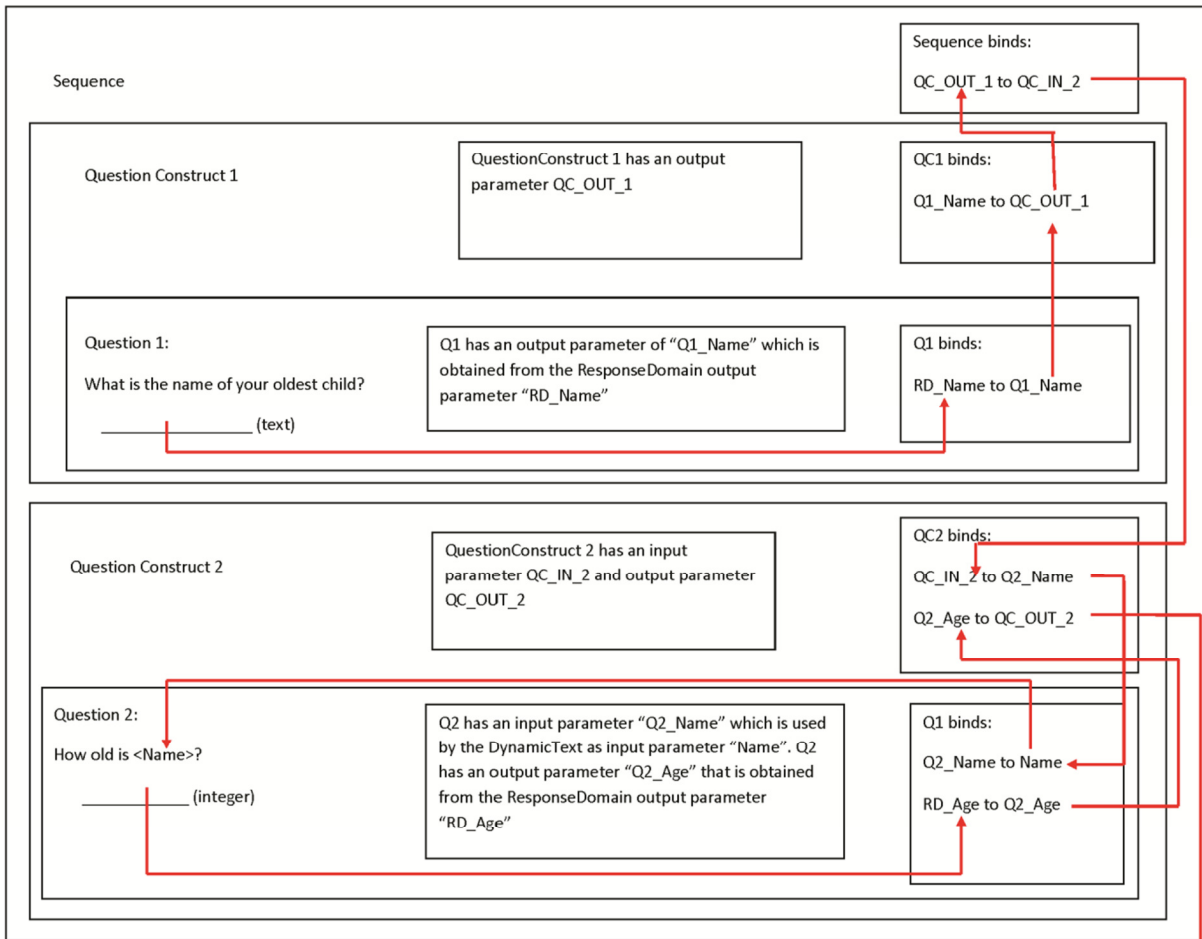 Sequence
Sequence binds:
QC_OUT_1 to QC_IN_2
Question Construct 1
QuestionConstruct 1 has an output
parameter QC_OUT_1
QC1 binds:
Q1_Name to QC_OUT_1
Question 1:
What is the name of your oldest child?
(text)
Q1 has an output parameter of “Q1_Name” which is
obtained from the ResponseDomain output
parameter “RD_Name”
Q1 binds:
RD_Name to Q1_Name
Question Construct 2
QuestionConstruct 2 has an input
parameter QC_IN_2 and output parameter
QC_OUT_2
QC2 binds:
QC_IN_2 to Q2_Name
Q2_Age to QC_OUT_2
Question 2:
How old is <Name>?
(integer)
Q2 has an input parameter “Q2_Name” which is used
by the DynamicText as input parameter “Name”. Q2
has an output parameter “Q2_Age” that is obtained
from the ResponseDomain output parameter
“RD_Age”
Q1 binds:
Q2_Name to Name
RD_Age to Q2_Age